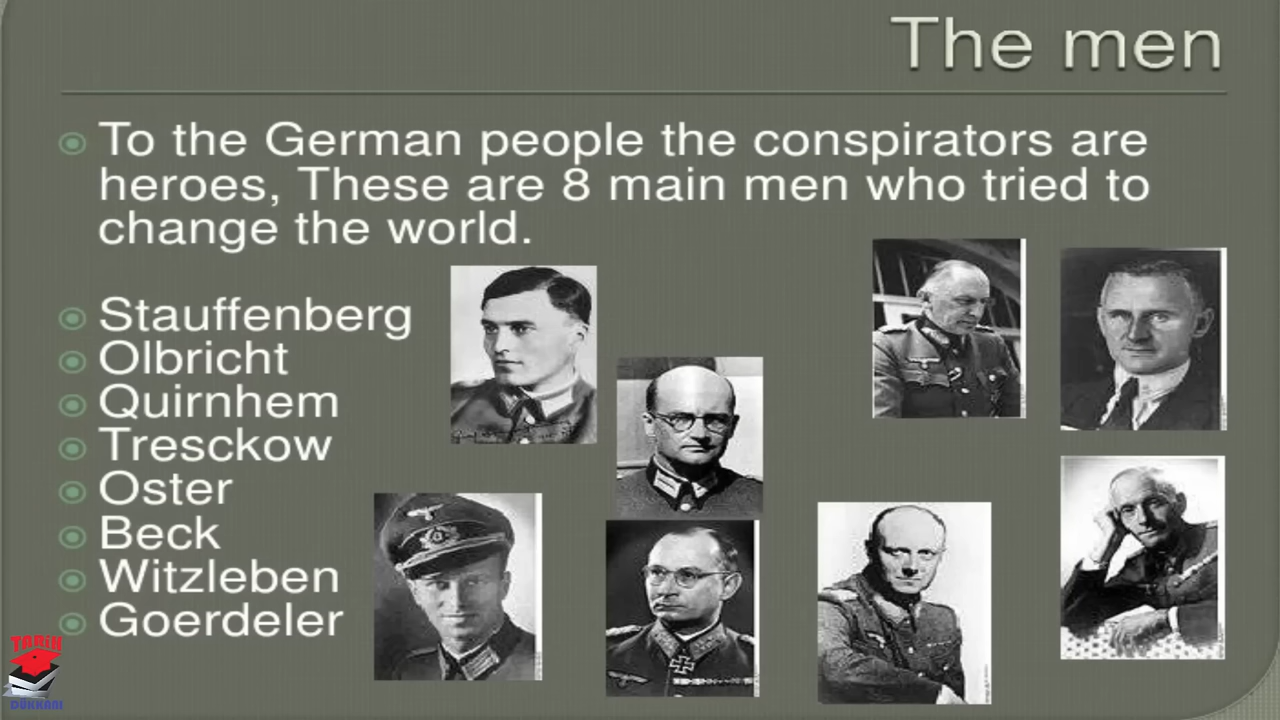 The men
To the German people the conspirators are
heroes, These are 8 main men who tried to
change the world.
Stauffenberg
Olbricht
Quirnhem
Tresckow
Oster
Beck
Witzleben
Goerdeler
TARİH
DÜKKANI